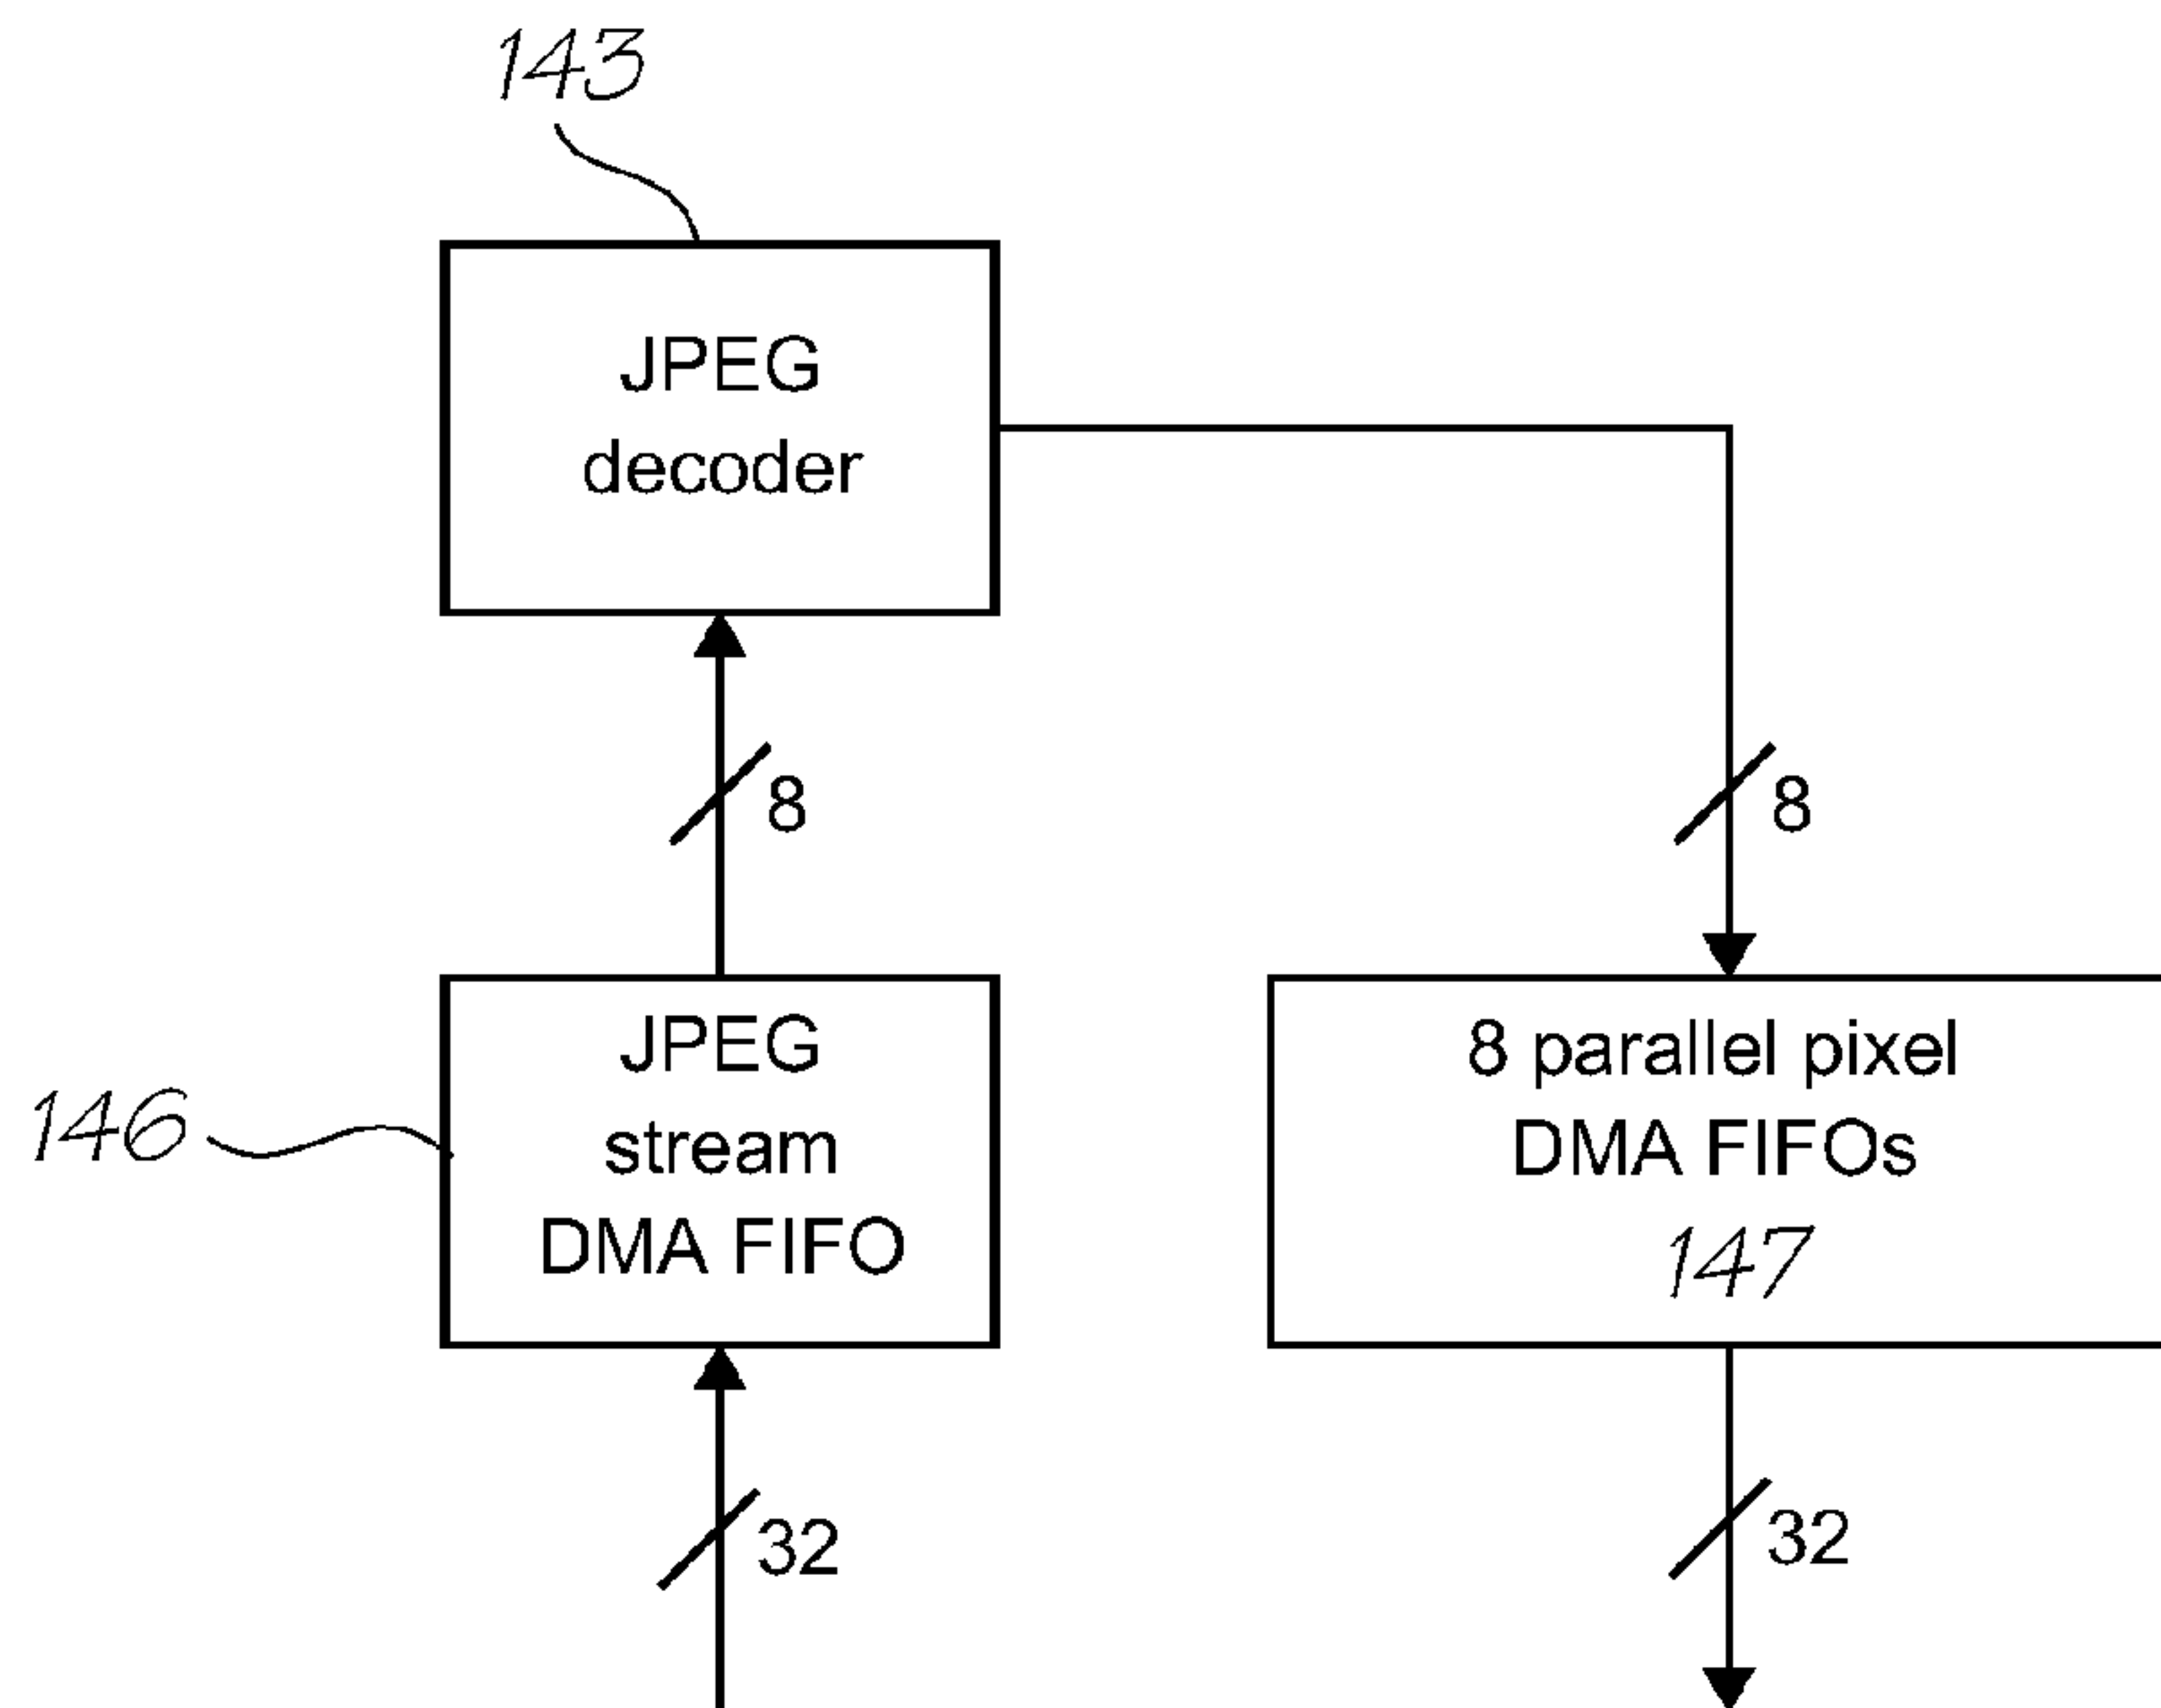 143
JPEG
decoder
8
8
JPEG
stream
DMA FIFO
146
8 parallel pixel
DMA FIFOs
147
32
32